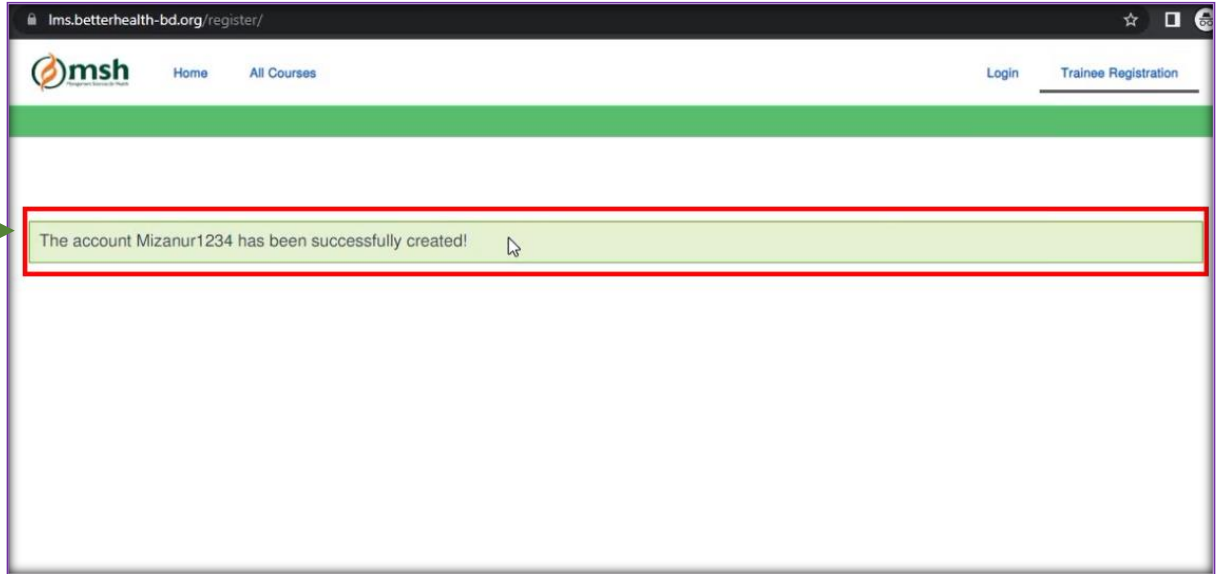 lms.betterhealth-bd.org/register/
msh
Home All Courses Login Trainee Registration
The account Mizanur1234 has been successfully created!